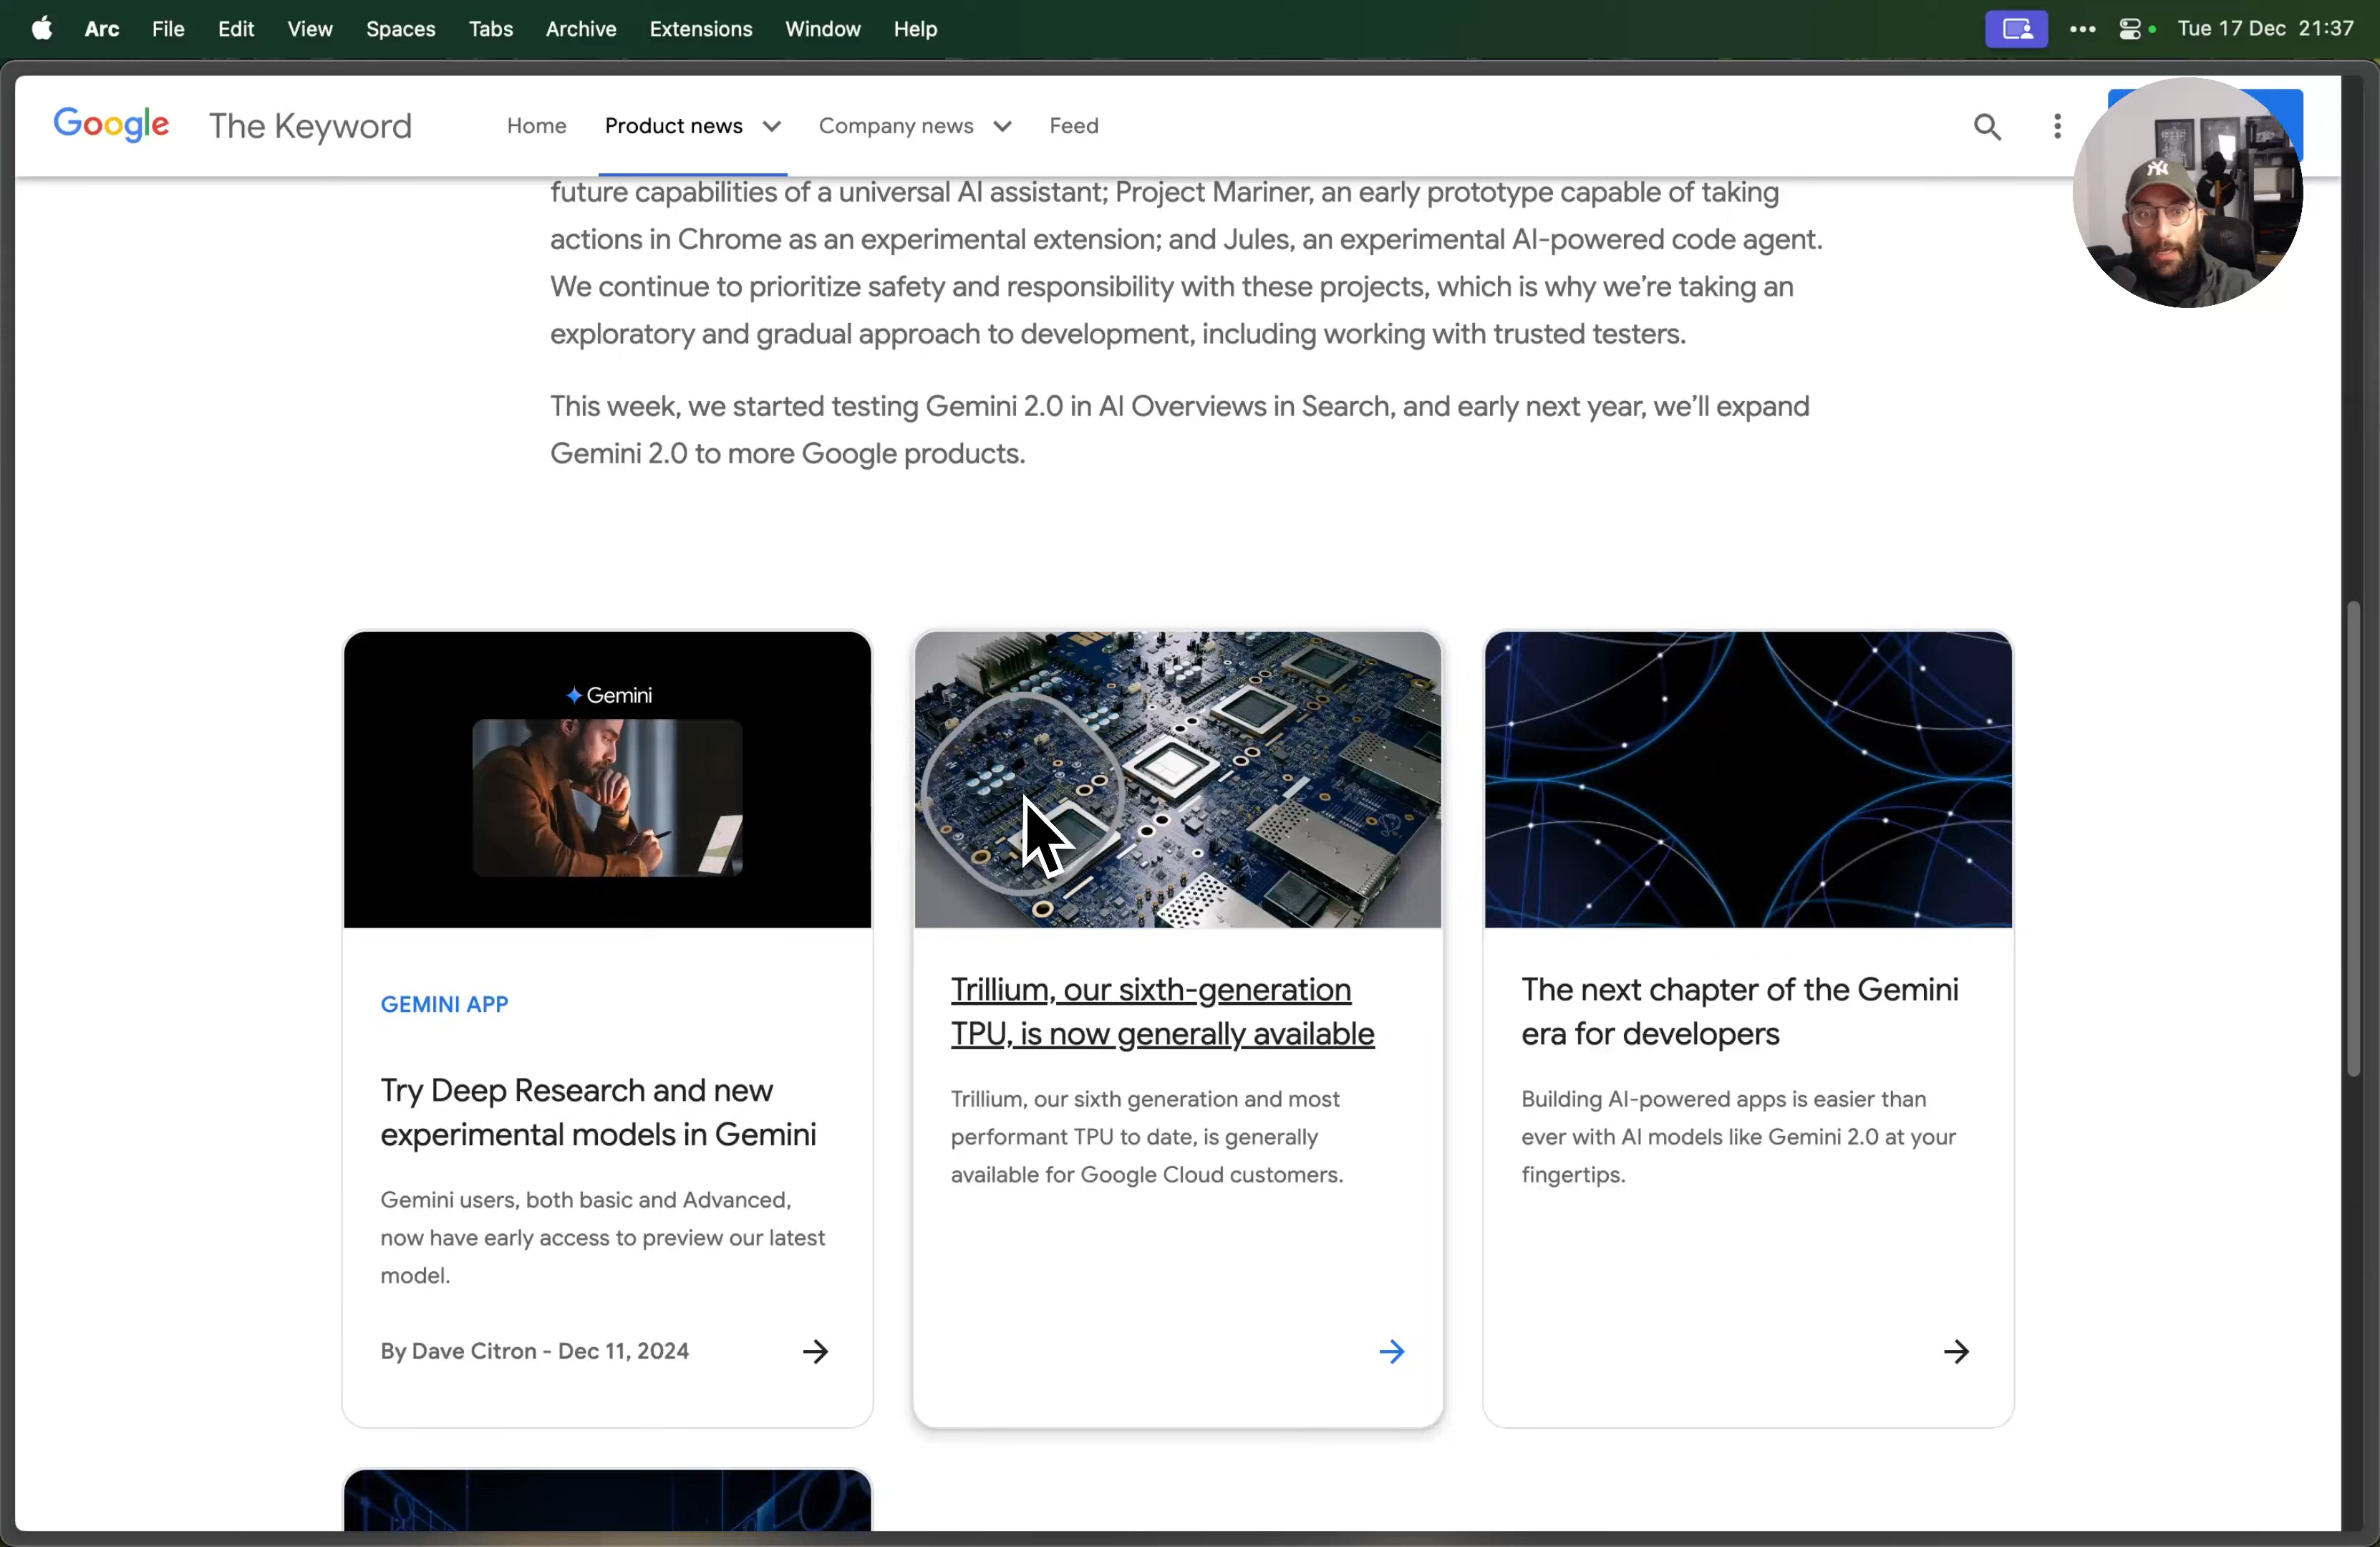 Arc File Edit View Spaces Tabs Archive Extensions Window Help Tue 17 Dec 21:37
Google The Keyword Home Product news Company news Feed
future capabilities of a universal AI assistant; Project Mariner, an early prototype capable of taking
actions in Chrome as an experimental extension; and Jules, an experimental AI-powered code agent.
We continue to prioritize safety and responsibility with these projects, which is why we’re taking an
exploratory and gradual approach to development, including working with trusted testers.
This week, we started testing Gemini 2.0 in AI Overviews in Search, and early next year, we’ll expand
Gemini 2.0 to more Google products.
Gemini
GEMINI APP
Try Deep Research and new
experimental models in Gemini
Gemini users, both basic and Advanced,
now have early access to preview our latest
model.
By Dave Citron - Dec 11, 2024
Trillium, our sixth-generation
TPU, is now generally available
Trillium, our sixth generation and most
performant TPU to date, is generally
available for Google Cloud customers.
The next chapter of the Gemini
era for developers
Building AI-powered apps is easier than
ever with AI models like Gemini 2.0 at your
fingertips.